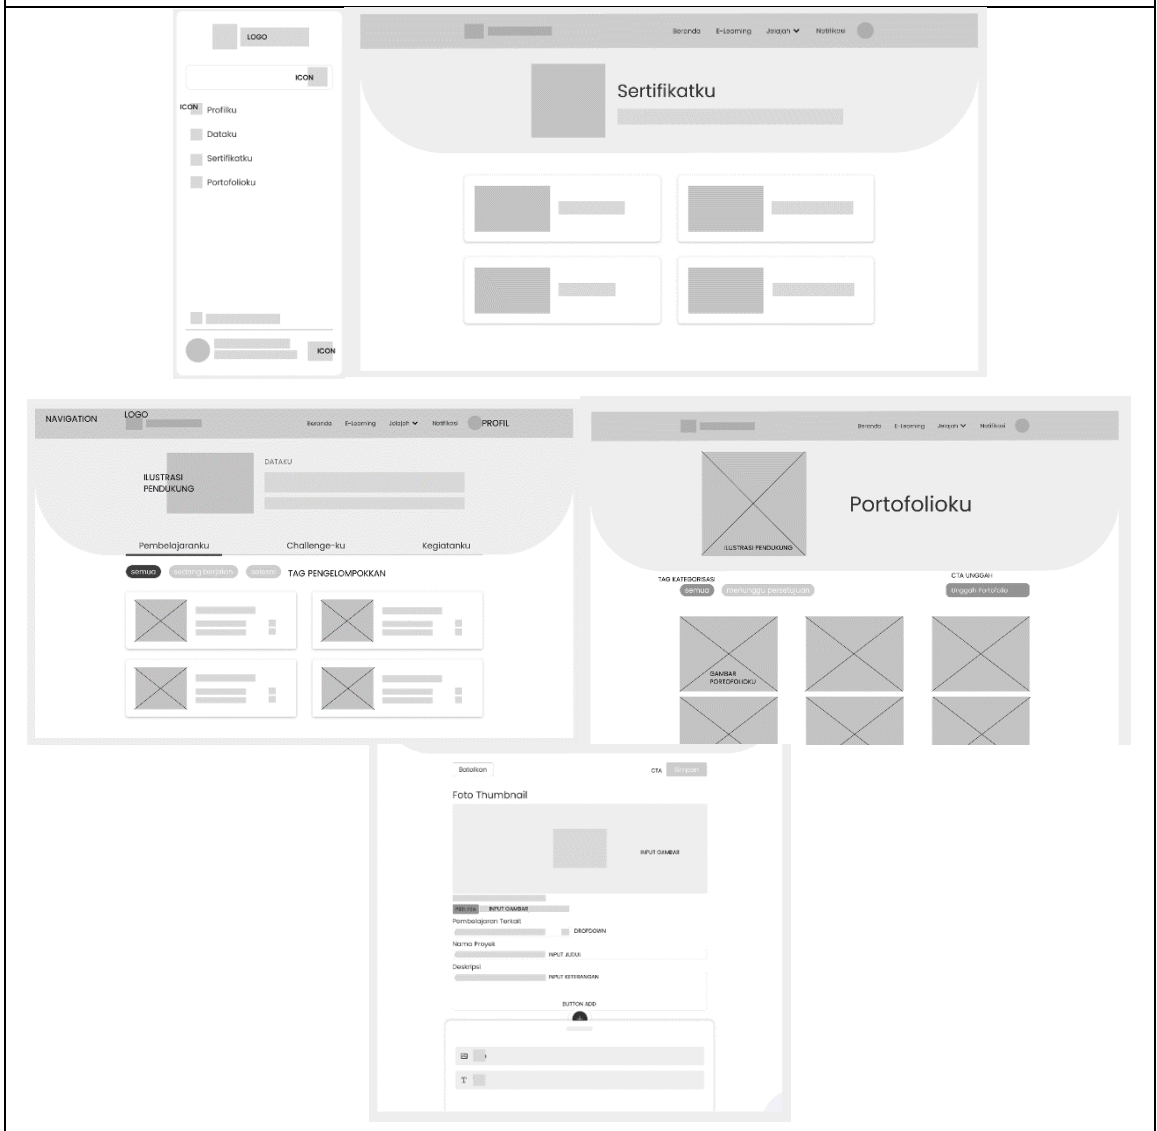 LOGO
ICON
ICON
Profilku
Dataku
Sertifikatku
Portofolioku
ICON
Beranda E-Learning Jelajah Notifikasi
Sertifikatku
NAVIGATION
LOGO
Beranda E-Learning Jelajah Notifikasi PROFIL
ILUSTRASI
PENDUKUNG
DATAKU
Pembelajaranku Challenge-ku Kegiatanku
semua sedang berjalan selesai TAG PENGELOMPOKKAN
Beranda E-Learning Jelajah Notifikasi
Portofolioku
ILUSTRASI PENDUKUNG
TAG KATEGORISASI
CTA UNGGAH
semua menunggu persetujuan
Unggah Portofolio
GAMBAR
PORTOFOLIOKU
Batalkan
CTA Simpan
Foto Thumbnail
INPUT GAMBAR
INPUT GAMBAR
Pembelajaran Terkait
DROPDOWN
Nama Proyek
INPUT JUDUL
Deskripsi
INPUT KETERANGAN
BUTTON ADD
T